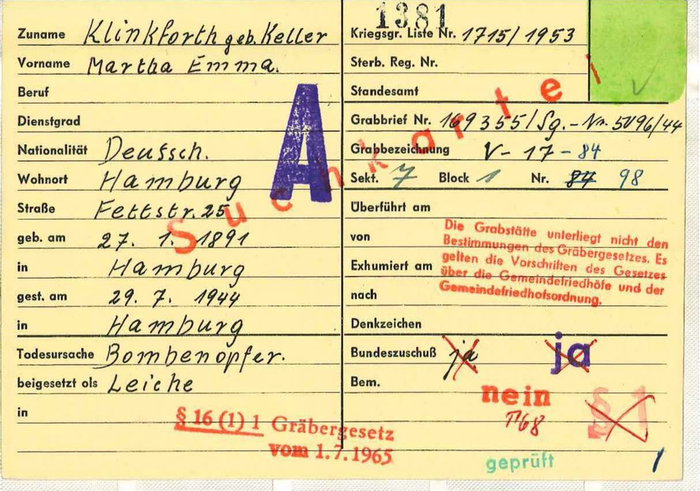 1381
Zuname Klinkforth geb. Keller
Vorname Martha Emma.
Beruf
Dienstgrad
Nationalität Deutsch.
Wohnort Hamburg
Straße Fettstr. 25
geb. am 27. 1. 1891
in Hamburg
gest. am 29. 7. 1944
in Hamburg
Todesursache Bombenopfer.
beigesetzt als Leiche
in
§ 16 (1) 1 Gräbergesetz
vom 1.7.1965
A
Suchkartei
Kriegsgr. Liste Nr. 1715/1953
Sterb. Reg. Nr.
Standesamt
Grabbrief Nr. 169355/Sg.-Nr. 5096/44
Grabbezeichnung V-17-84
Sekt. 7 Block 1 Nr. 87 98
Überführt am
von
Exhumiert am
nach
Die Grabstätte unterliegt nicht den
Bestimmungen des Gräbergesetzes. Es
gelten die Vorschriften des Gesetzes
über die Gemeindefriedhöfe und der
Gemeindefriedhofsordnung.
Denkzeichen
Bundeszuschuß ja ja
Bem.
nein
§ 1
geprüft
1